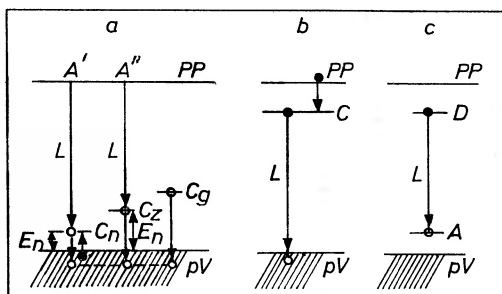 a b c
A' A" PP PP PP
C D
L L Cg L L
Cz
En Cn En A
pV pV pV